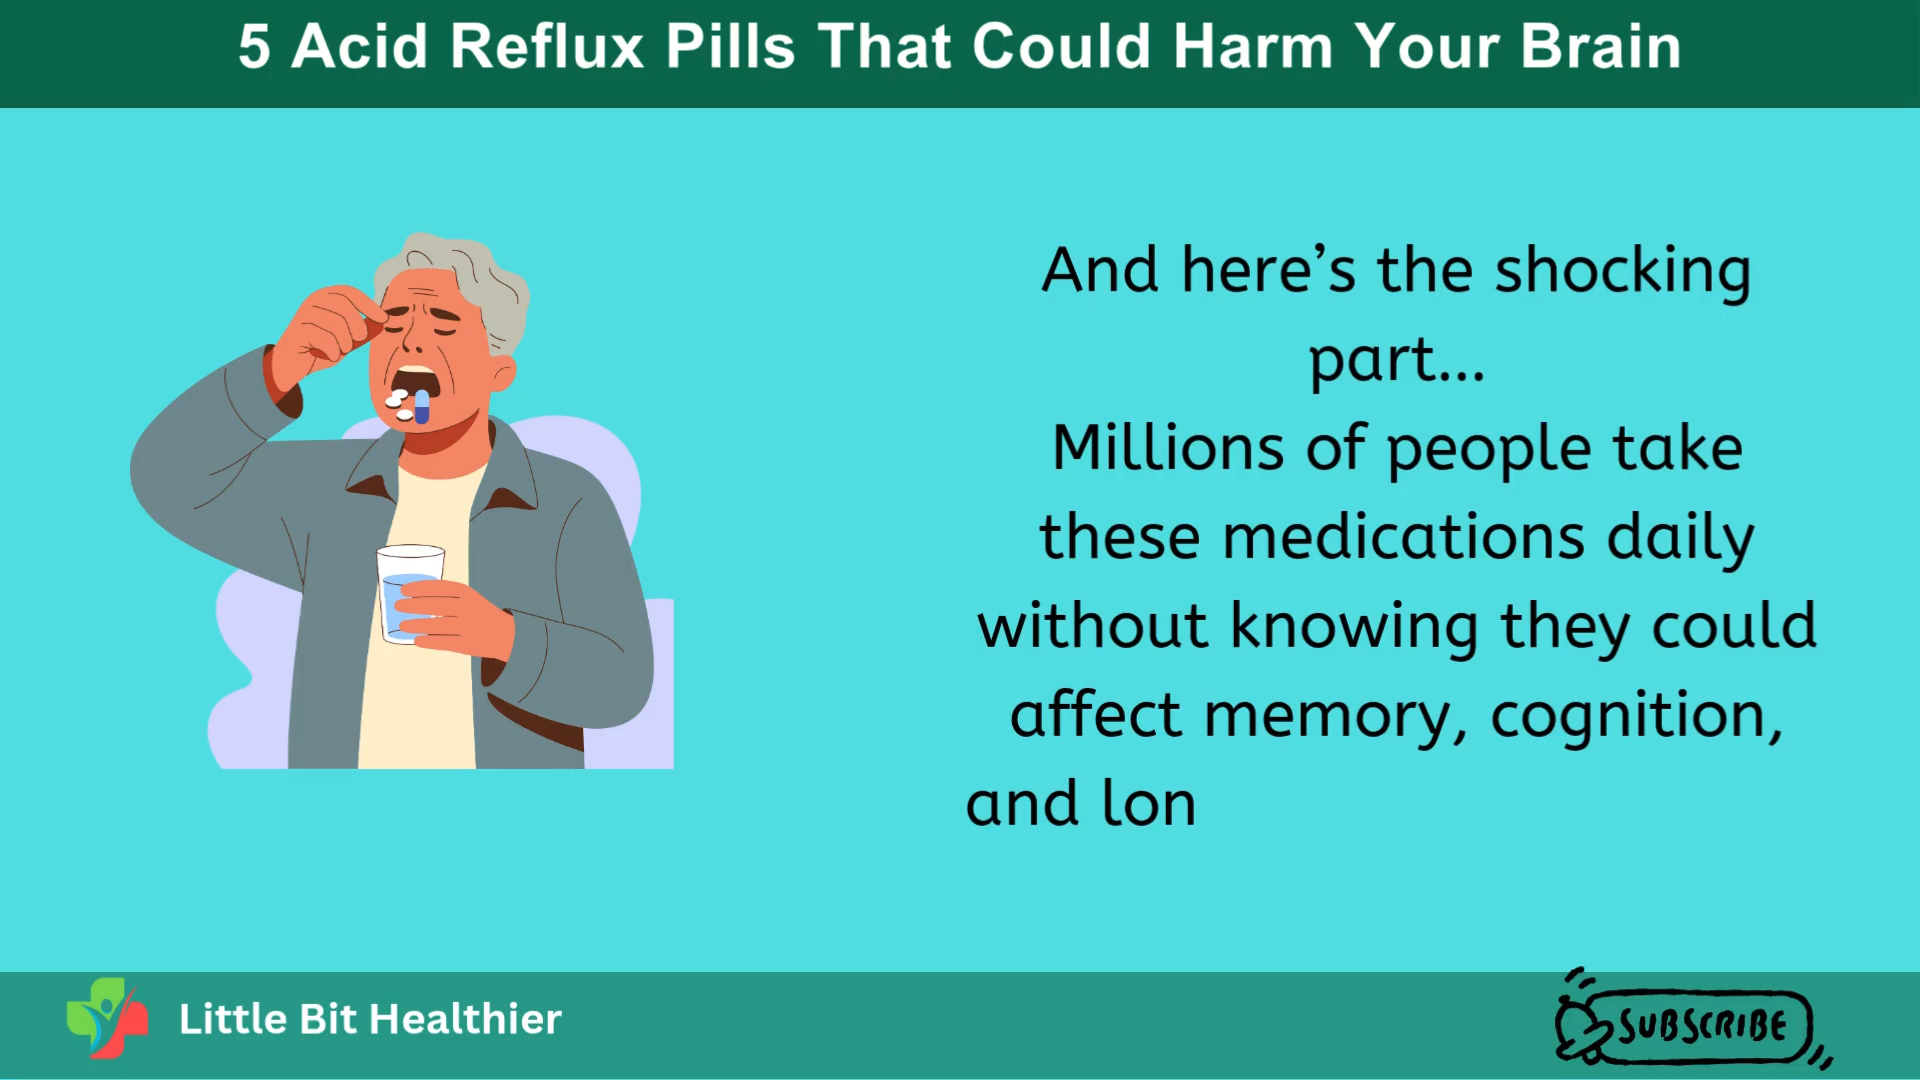 5 Acid Reflux Pills That Could Harm Your Brain
And here’s the shocking
part...
Millions of people take
these medications daily
without knowing they could
affect memory, cognition,
and lon
Little Bit Healthier
SUBSCRIBE